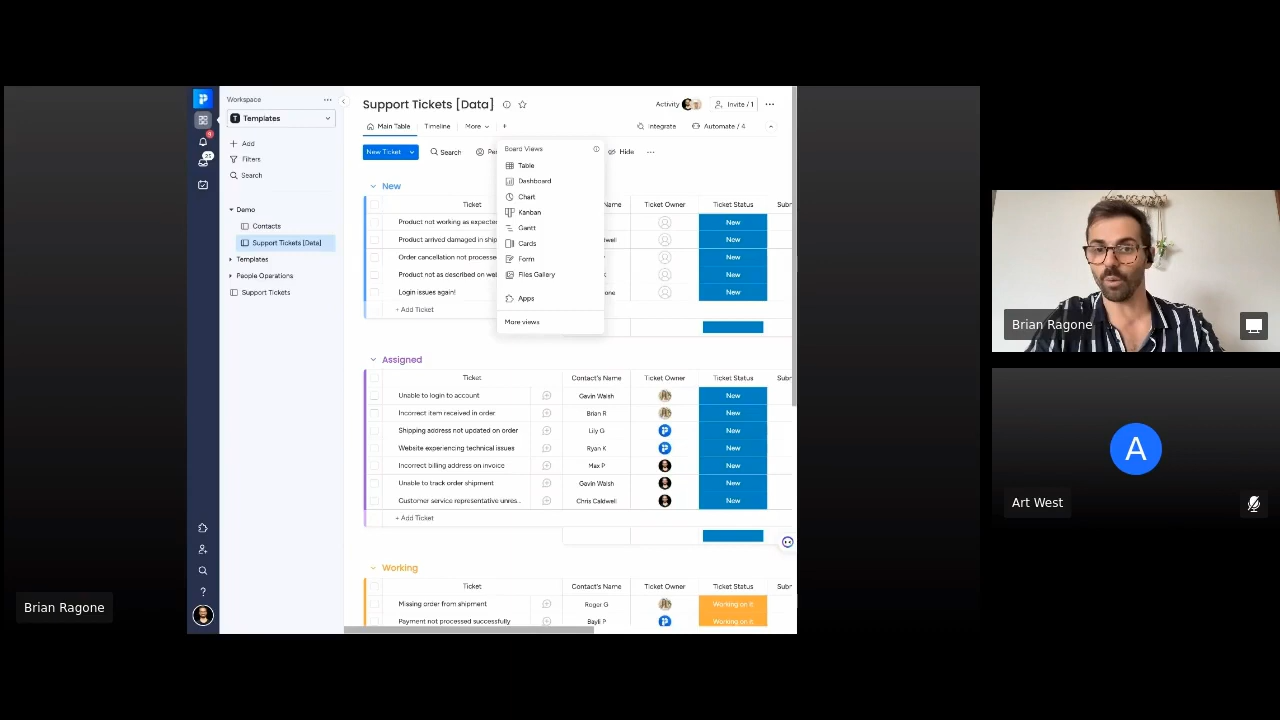 Workspace
Templates
Add
Filters
Search
Demo
Contacts
Support Tickets [Data]
Templates
People Operations
Support Tickets
Support Tickets [Data]
Activity
Invite / 1
Main Table
Timeline
More
+
Integrate
Automate / 4
New Ticket
Search
Hide
Board Views
Table
Dashboard
Chart
Kanban
Gantt
Cards
Form
Files Gallery
Apps
More views
New
Ticket
Name
Ticket Owner
Ticket Status
Product not working as expected
New
Product arrived damaged in ship
New
Order cancellation not processe
New
Product not as described on we
New
Login issues again!
New
+ Add Ticket
Assigned
Ticket
Contact's Name
Ticket Owner
Ticket Status
Subr
Unable to login to account
Gavin Walsh
New
Incorrect item received in order
Brian R
New
Shipping address not updated on order
Lily G
New
Website experiencing technical issues
Ryan K
New
Incorrect billing address on invoice
Max P
New
Unable to track order shipment
Gavin Walsh
New
Customer service representative unres...
Chris Caldwell
New
+ Add Ticket
Working
Ticket
Contact's Name
Ticket Owner
Ticket Status
Subr
Missing order from shipment
Roger G
Working on it
Payment not processed successfully
Bayli P
Working on it
Brian Ragone
Brian Ragone
A
Art West